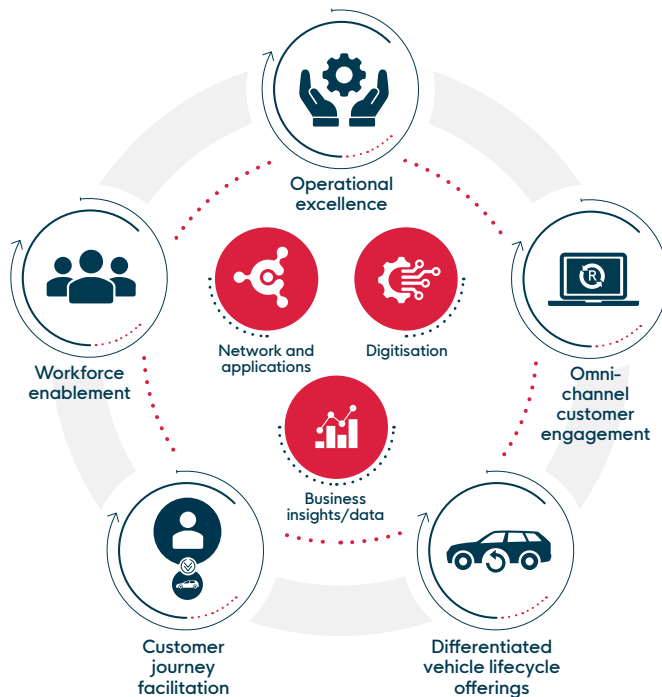 Operational
excellence
Workforce
enablement
Network and
applications
Digitisation
R
Omni-
channel
customer
engagement
Business
insights/data
Customer
journey
facilitation
Differentiated
vehicle lifecycle
offerings